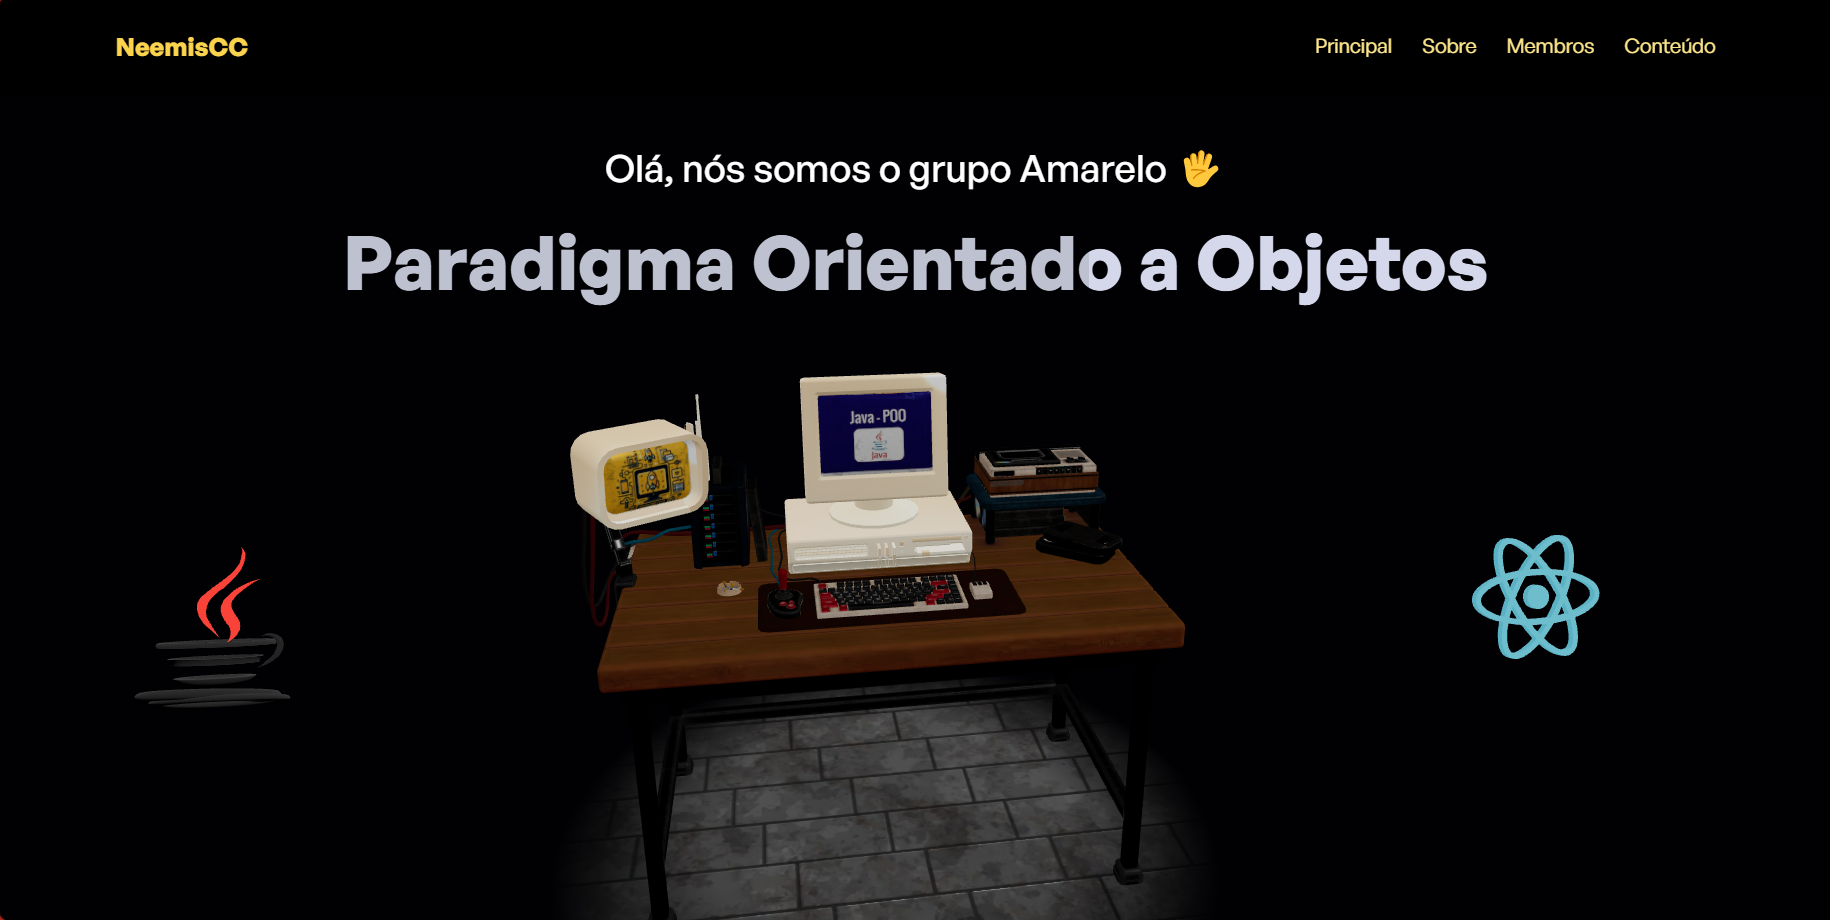 NeemisCC
Principal Sobre Membros Conteúdo
Olá, nós somos o grupo Amarelo 🖐
Paradigma Orientado a Objetos
Java - POO
Java